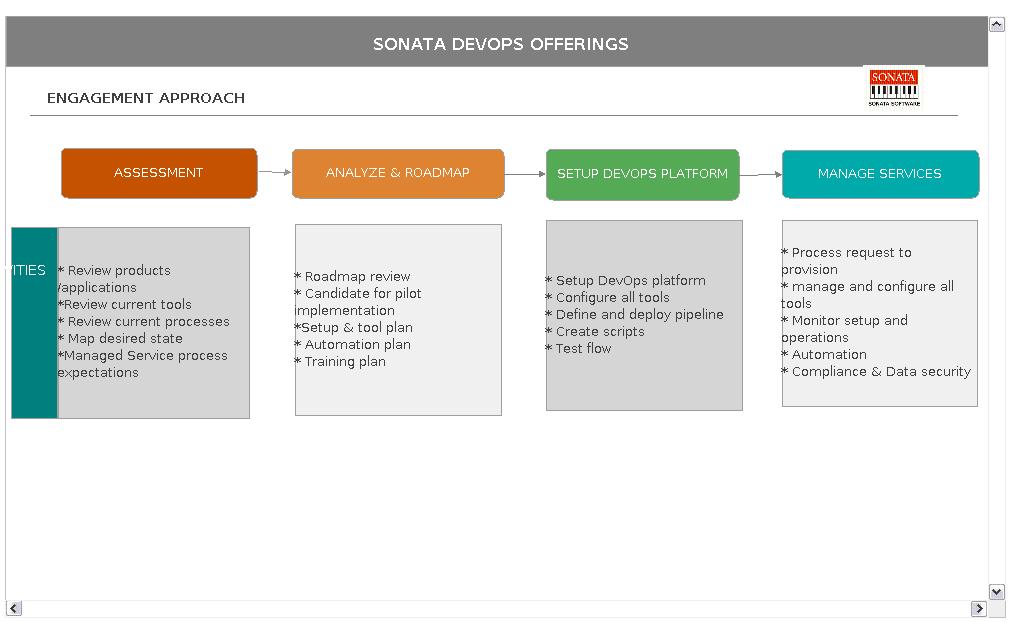 SONATA DEVOPS OFFERINGS
SONATA
SONATA SOFTWARE
ENGAGEMENT APPROACH
ASSESSMENT
ANALYZE & ROADMAP
SETUP DEVOPS PLATFORM
MANAGE SERVICES
ITIES
* Review products
/applications
*Review current tools
* Review current processes
* Map desired state
*Managed Service process
expectations
* Roadmap review
* Candidate for pilot
implementation
*Setup & tool plan
* Automation plan
* Training plan
* Setup DevOps platform
* Configure all tools
* Define and deploy pipeline
* Create scripts
* Test flow
* Process request to
provision
* manage and configure all
tools
* Monitor setup and
operations
* Automation
* Compliance & Data security